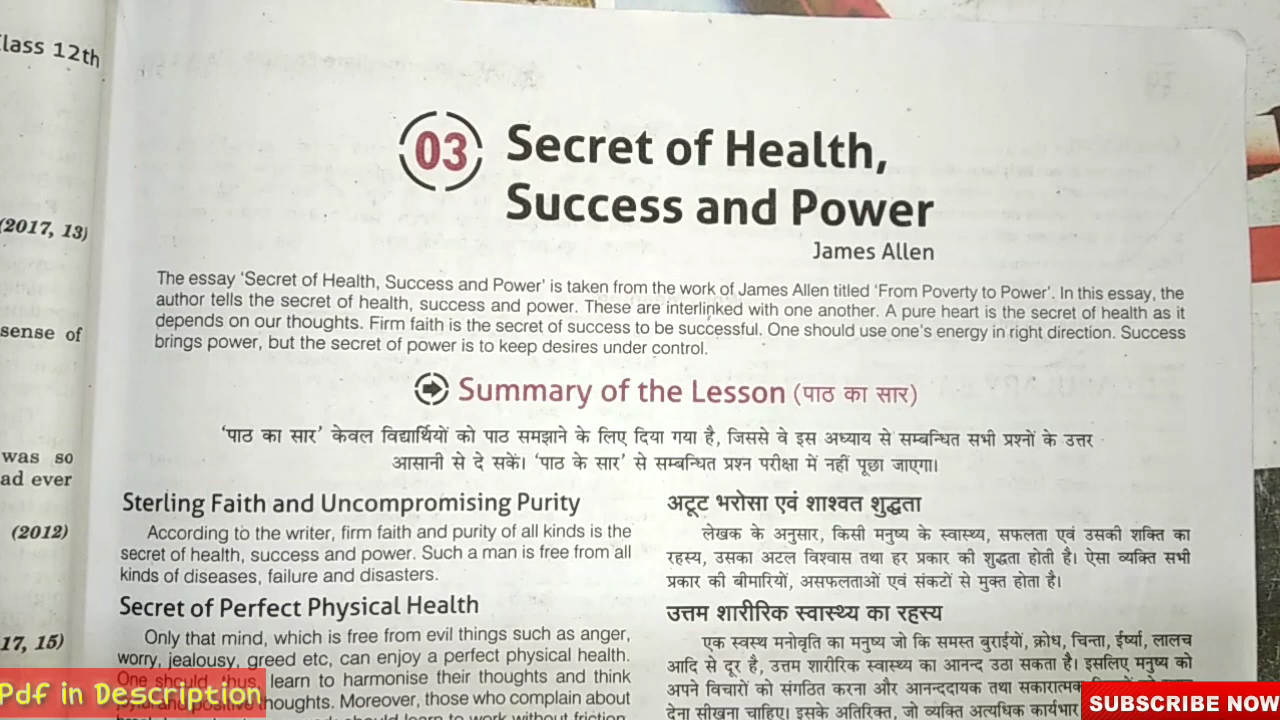 Class 12th
(2017, 13)
sense of
was so
ad ever
(2012)
17, 15)
03 Secret of Health,
Success and Power
James Allen
The essay ‘Secret of Health, Success and Power’ is taken from the work of James Allen titled ‘From Poverty to Power’. In this essay, the
author tells the secret of health, success and power. These are interlinked with one another. A pure heart is the secret of health as it
depends on our thoughts. Firm faith is the secret of success to be successful. One should use one’s energy in right direction. Success
brings power, but the secret of power is to keep desires under control.
Summary of the Lesson (पाठ का सार)
‘पाठ का सार’ केवल विद्यार्थियों को पाठ समझाने के लिए दिया गया है, जिससे वे इस अध्याय से सम्बन्धित सभी प्रश्नों के उत्तर
आसानी से दे सकें। ‘पाठ के सार’ से सम्बन्धित प्रश्न परीक्षा में नहीं पूछा जाएगा।
Sterling Faith and Uncompromising Purity
According to the writer, firm faith and purity of all kinds is the
secret of health, success and power. Such a man is free from all
kinds of diseases, failure and disasters.
Secret of Perfect Physical Health
Only that mind, which is free from evil things such as anger,
worry, jealousy, greed etc, can enjoy a perfect physical health.
One should, thus, learn to harmonise their thoughts and think
and positive thoughts. Moreover, those who complain about
should learn to work without friction
अटूट भरोसा एवं शाश्वत शुद्धता
लेखक के अनुसार, किसी मनुष्य के स्वास्थ्य, सफलता एवं उसकी शक्ति का
रहस्य, उसका अटल विश्वास तथा हर प्रकार की शुद्धता होती है। ऐसा व्यक्ति सभी
प्रकार की बीमारियों, असफलताओं एवं संकटों से मुक्त होता है।
उत्तम शारीरिक स्वास्थ्य का रहस्य
एक स्वस्थ मनोवृति का मनुष्य जो कि समस्त बुराईयों, क्रोध, चिन्ता, ईर्ष्या, लालच
आदि से दूर है, उत्तम शारीरिक स्वास्थ्य का आनन्द उठा सकता है। इसलिए मनुष्य को
अपने विचारों को संगठित करना और आनन्ददायक तथा सकारात्मक
देना सीखना चाहिए। इसके अतिरिक्त, जो व्यक्ति अत्यधिक कार्यभार
Pdf in Description
SUBSCRIBE NOW